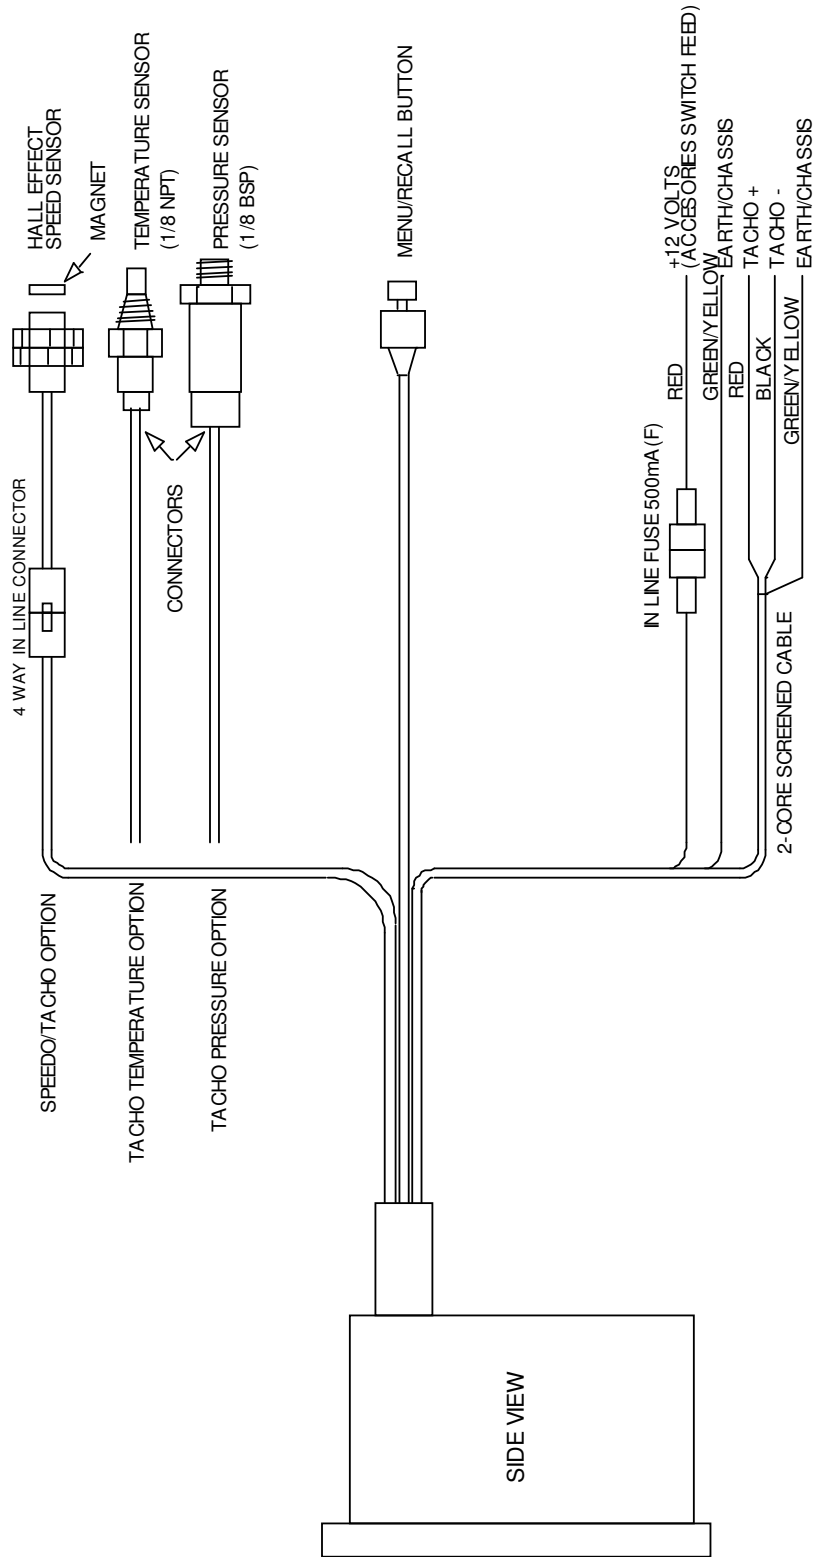 SPEEDO/TACHO OPTION
4 WAY IN LINE CONNECTOR
HALL EFFECT
SPEED SENSOR
MAGNET
TACHO TEMPERATURE OPTION
TEMPERATURE SENSOR
(1/8 NPT)
CONNECTORS
TACHO PRESSURE OPTION
PRESSURE SENSOR
(1/8 BSP)
MENU/RECALL BUTTON
SIDE VIEW
IN LINE FUSE 500mA(F)
RED
+12 VOLTS
(ACCESORIES SWITCH FEED)
GREEN/YELLOW
EARTH/CHASSIS
RED
TACHO +
BLACK
TACHO -
GREEN/YELLOW
EARTH/CHASSIS
2-CORE SCREENED CABLE